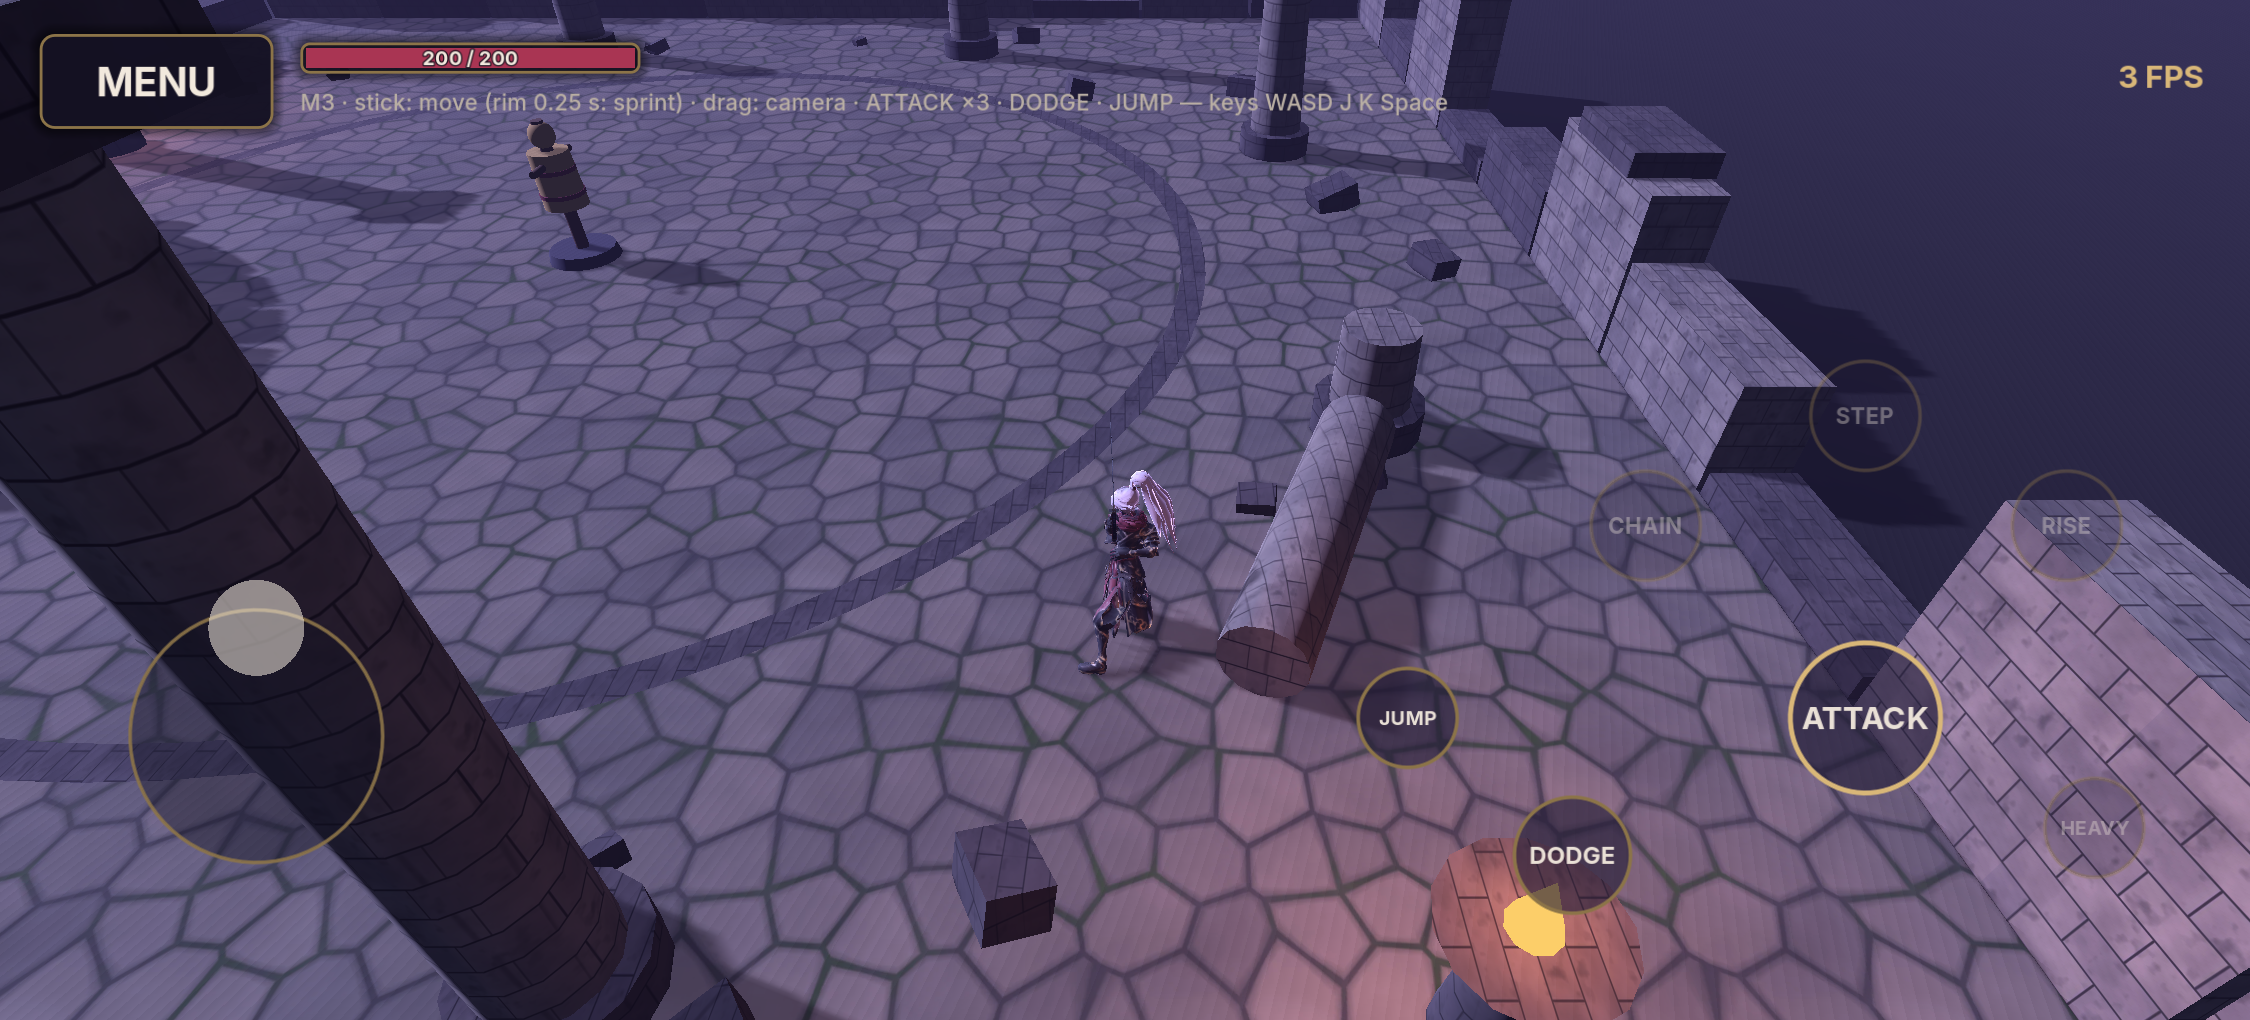 MENU
200 / 200
3 FPS
M3 · stick: move (rim 0.25 s: sprint) · drag: camera · ATTACK ×3 · DODGE · JUMP — keys WASD J K Space
STEP
CHAIN
RISE
JUMP
ATTACK
HEAVY
DODGE